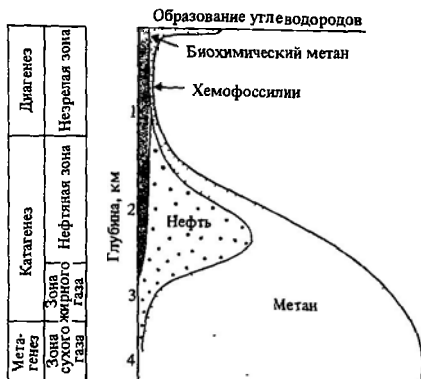 Образование углеводородов
Биохимический метан
Хемофоссилии
Диагенез
Незрелая зона
Катагенез
Нефтяная зона
Зона
жирного
газа
Мета-
генез
Зона
сухого
газа
Глубина, км
1
2
3
4
Нефть
Метан